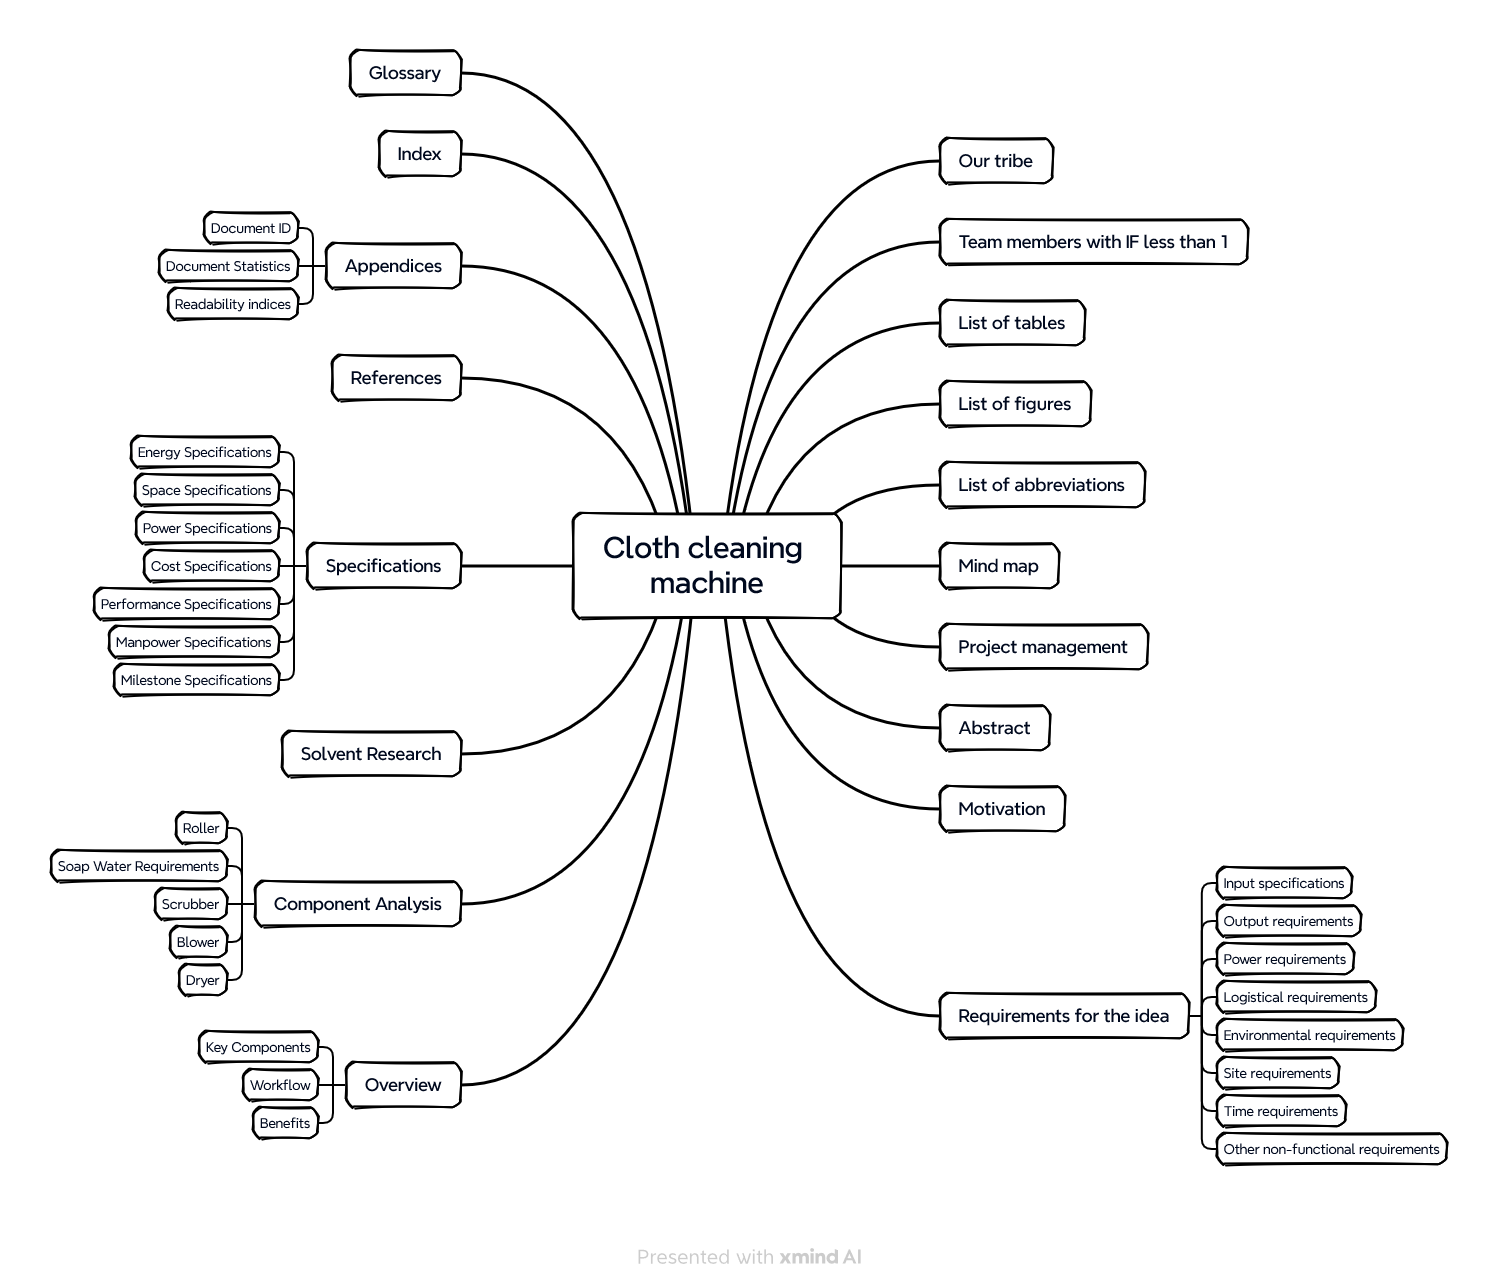 Cloth cleaning
machine
Our tribe
Team members with IF less than 1
List of tables
List of figures
List of abbreviations
Mind map
Project management
Abstract
Motivation
Requirements for the idea
Input specifications
Output requirements
Power requirements
Logistical requirements
Environmental requirements
Site requirements
Time requirements
Other non-functional requirements
Overview
Key Components
Workflow
Benefits
Component Analysis
Roller
Soap Water Requirements
Scrubber
Blower
Dryer
Solvent Research
Specifications
Energy Specifications
Space Specifications
Power Specifications
Cost Specifications
Performance Specifications
Manpower Specifications
Milestone Specifications
References
Appendices
Document ID
Document Statistics
Readability indices
Index
Glossary
Presented with xmind AI